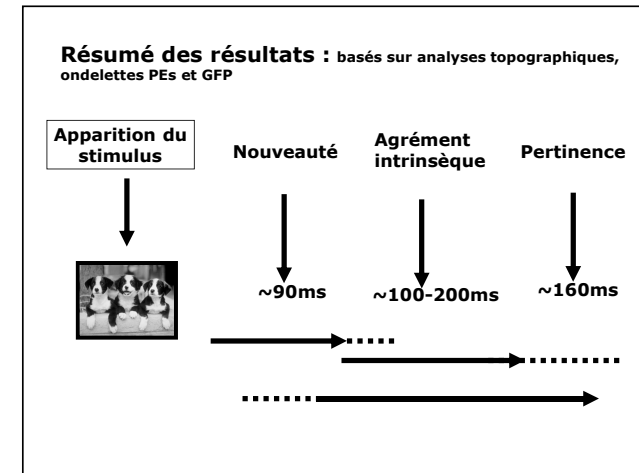 Résumé des résultats : basés sur analyses topographiques,
ondelettes PEs et GFP
Apparition du
stimulus
Nouveauté
Agrément
intrinsèque
Pertinence
~90ms
~100-200ms
~160ms